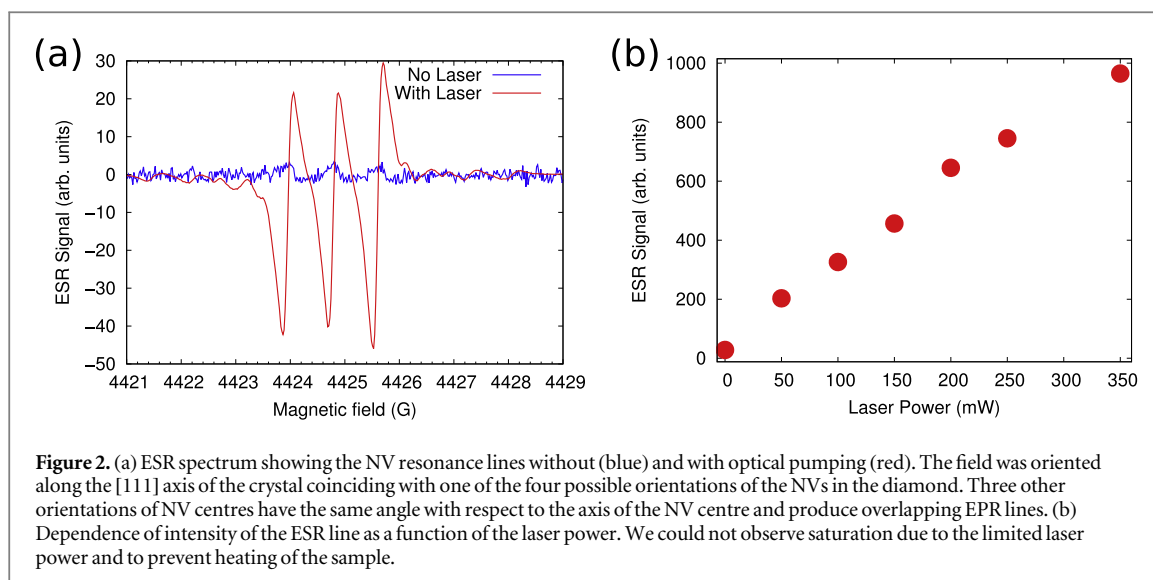 (a)
30
20
10
0
−10
−20
−30
−40
−50
ESR Signal (arb. units)
No Laser
With Laser
4421 4422 4423 4424 4425 4426 4427 4428 4429
Magnetic field (G)
(b)
1000
800
600
400
200
0
ESR Signal (arb. units)
0 50 100 150 200 250 300 350
Laser Power (mW)
Figure 2. (a) ESR spectrum showing the NV resonance lines without (blue) and with optical pumping (red). The field was oriented
along the [111] axis of the crystal coinciding with one of the four possible orientations of the NVs in the diamond. Three other
orientations of NV centres have the same angle with respect to the axis of the NV centre and produce overlapping EPR lines. (b)
Dependence of intensity of the ESR line as a function of the laser power. We could not observe saturation due to the limited laser
power and to prevent heating of the sample.